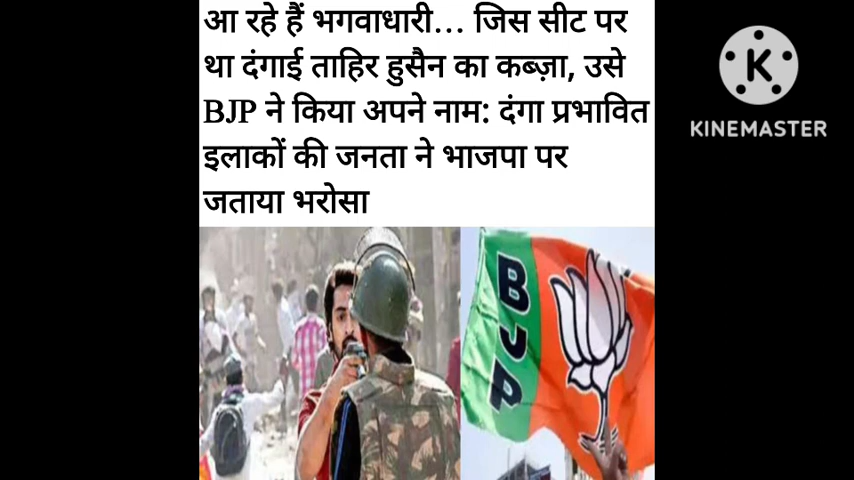 आ रहे हैं भगवाधारी... जिस सीट पर
था दंगाई ताहिर हुसैन का कब्ज़ा, उसे
BJP ने किया अपने नाम: दंगा प्रभावित
इलाकों की जनता ने भाजपा पर
जताया भरोसा
K
KINEMASTER
BJP